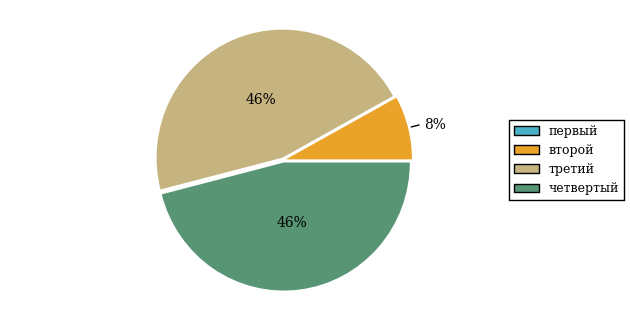 46%
8%
46%
первый
второй
третий
четвертый